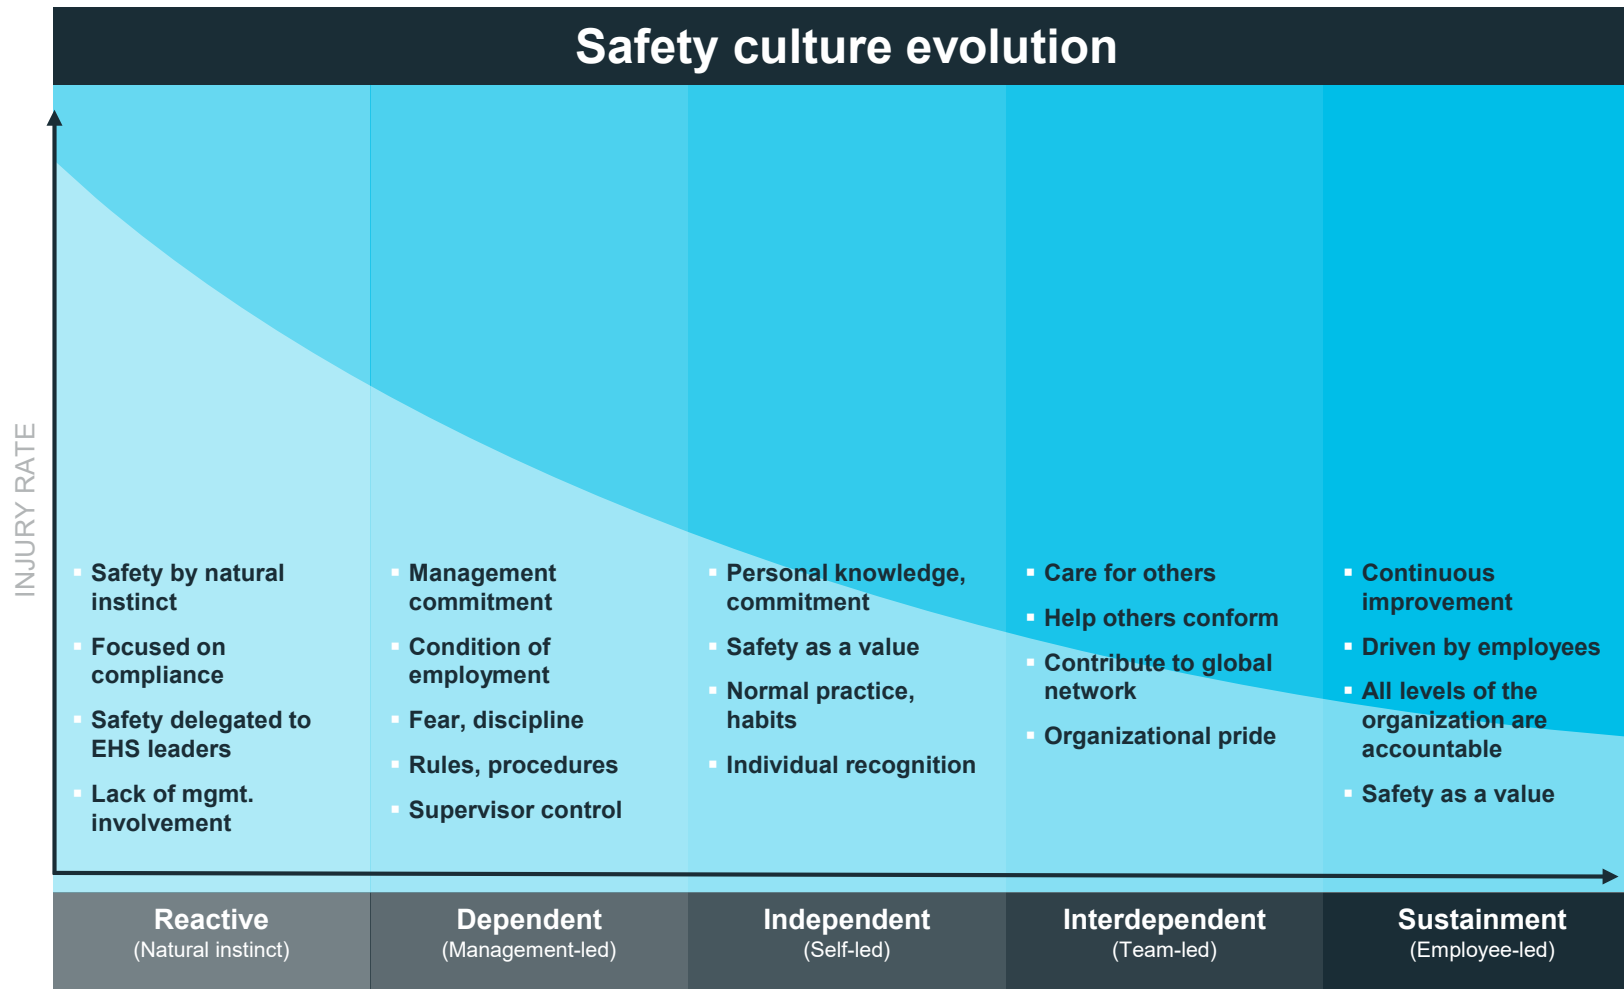 Safety culture evolution
INJURY RATE
Safety by natural
instinct
Focused on
compliance
Safety delegated to
EHS leaders
Lack of mgmt.
involvement
Management
commitment
Condition of
employment
Fear, discipline
Rules, procedures
Supervisor control
Personal knowledge,
commitment
Safety as a value
Normal practice,
habits
Individual recognition
Care for others
Help others conform
Contribute to global
network
Organizational pride
Continuous
improvement
Driven by employees
All levels of the
organization are
accountable
Safety as a value
Reactive
(Natural instinct)
Dependent
(Management-led)
Independent
(Self-led)
Interdependent
(Team-led)
Sustainment
(Employee-led)